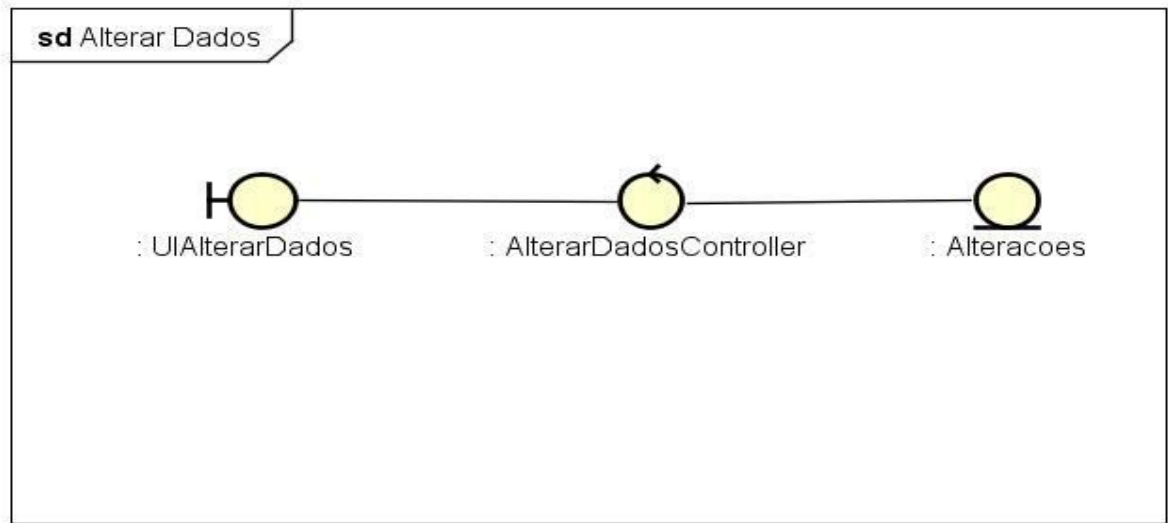 sd Alterar Dados
: UIAlterarDados
: AlterarDadosController
: Alteracoes